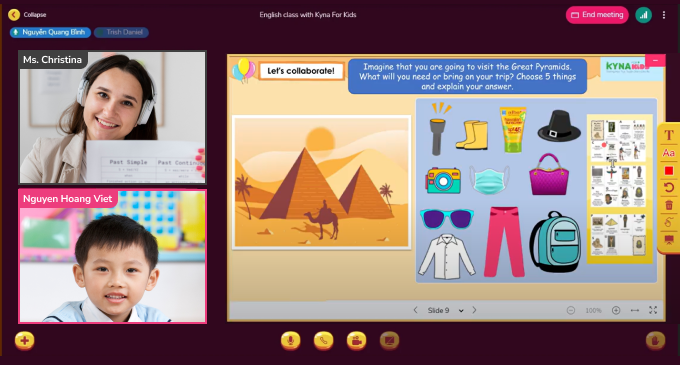 Collapse
English class with Kyna For Kids
End meeting
Nguyễn Quang Bình
Trish Daniel
Ms. Christina
Past Simple
Past Contin
Nguyen Hoang Viet
Let's collaborate!
Imagine that you are going to visit the Great Pyramids.
What will you need or bring on your trip? Choose 5 things
and explain your answer.
KYNA
KIDS
T
Aa
Slide 9
100%